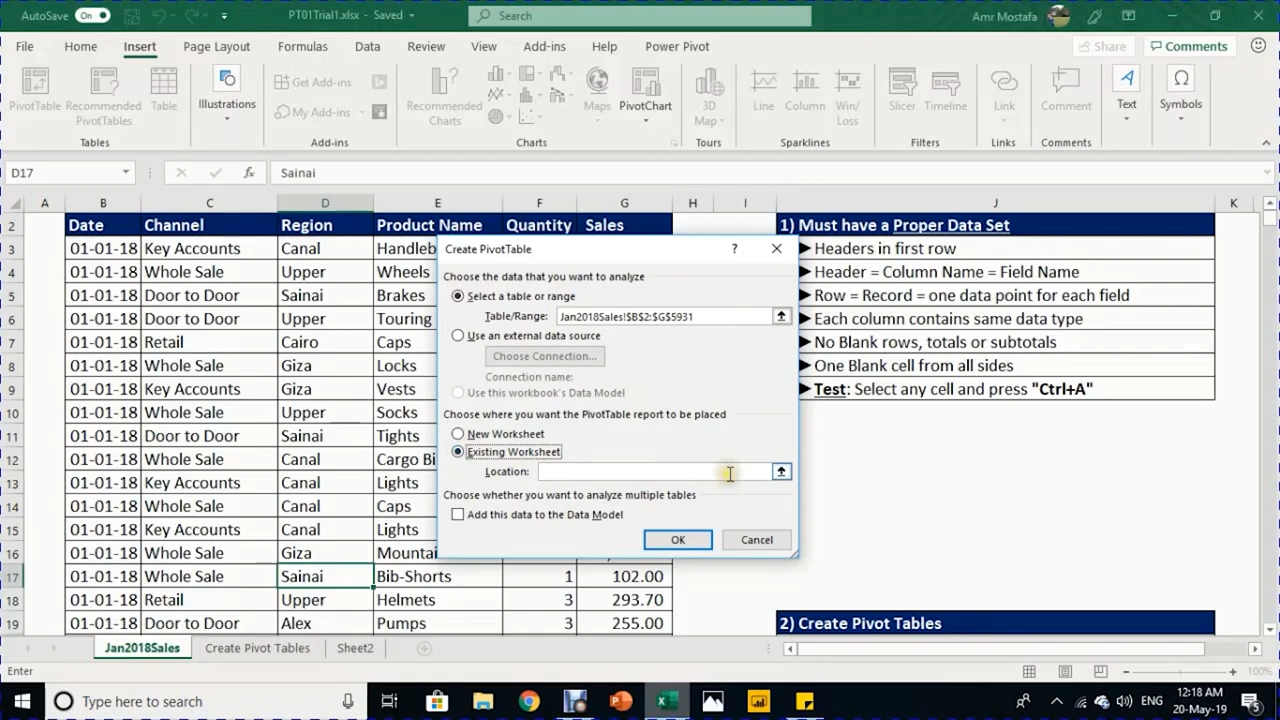 AutoSave On PT01Trial1.xlsx - Saved Search Amr Mostafa
File Home Insert Page Layout Formulas Data Review View Add-ins Help Power Pivot Share Comments
PivotTable Recommended PivotTables Table Illustrations Get Add-ins My Add-ins Recommended Charts Maps PivotChart 3D Map Line Column Win/Loss Slicer Timeline Link Comment Text Symbols
Tables Add-ins Charts Tours Sparklines Filters Links Comments
D17 fx Sainai
A B C D E F G H I J K
2 Date Channel Region Product Name Quantity Sales 1) Must have a Proper Data Set
3 01-01-18 Key Accounts Canal Handleb Headers in first row
4 01-01-18 Whole Sale Upper Wheels Header = Column Name = Field Name
5 01-01-18 Door to Door Sainai Brakes Row = Record = one data point for each field
6 01-01-18 Door to Door Upper Touring Each column contains same data type
7 01-01-18 Retail Cairo Caps No Blank rows, totals or subtotals
8 01-01-18 Whole Sale Giza Locks One Blank cell from all sides
9 01-01-18 Key Accounts Giza Vests Test: Select any cell and press "Ctrl+A"
10 01-01-18 Whole Sale Upper Socks
11 01-01-18 Door to Door Sainai Tights
12 01-01-18 Whole Sale Canal Cargo Bi
13 01-01-18 Key Accounts Canal Lights
14 01-01-18 Whole Sale Canal Caps
15 01-01-18 Key Accounts Canal Lights
16 01-01-18 Whole Sale Giza Mountai
17 01-01-18 Whole Sale Sainai Bib-Shorts 1 102.00
18 01-01-18 Retail Upper Helmets 3 293.70
19 01-01-18 Door to Door Alex Pumps 3 255.00 2) Create Pivot Tables
Create PivotTable ?
Choose the data that you want to analyze
Select a table or range
Table/Range: Jan2018Sales!$B$2:$G$5931
Use an external data source
Choose Connection...
Connection name:
Use this workbook's Data Model
Choose where you want the PivotTable report to be placed
New Worksheet
Existing Worksheet
Location:
Choose whether you want to analyze multiple tables
Add this data to the Data Model
OK Cancel
Jan2018Sales Create Pivot Tables Sheet2
Enter 100%
Type here to search ENG 12:18 AM
20-May-19 5